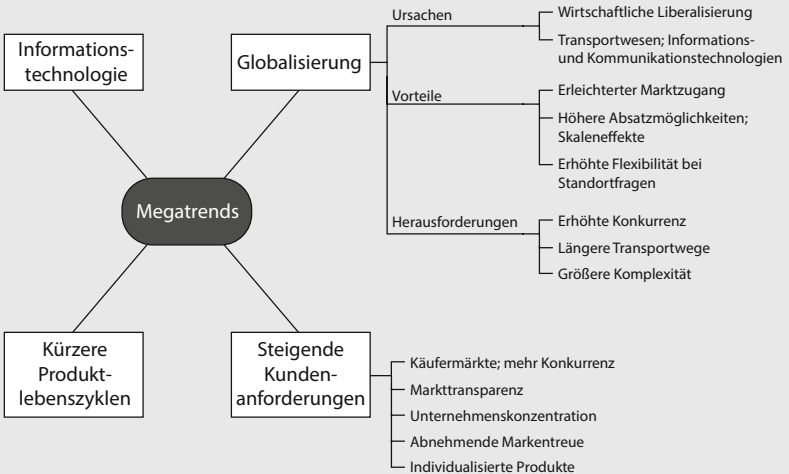 Informations-
technologie
Globalisierung
Ursachen
Wirtschaftliche Liberalisierung
Transportwesen; Informations-
und Kommunikationstechnologien
Vorteile
Erleichterter Marktzugang
Höhere Absatzmöglichkeiten;
Skaleneffekte
Erhöhte Flexibilität bei
Standortfragen
Herausforderungen
Erhöhte Konkurrenz
Längere Transportwege
Größere Komplexität
Megatrends
Kürzere
Produkt-
lebenszyklen
Steigende
Kunden-
anforderungen
Käufermärkte; mehr Konkurrenz
Markttransparenz
Unternehmenskonzentration
Abnehmende Markentreue
Individualisierte Produkte